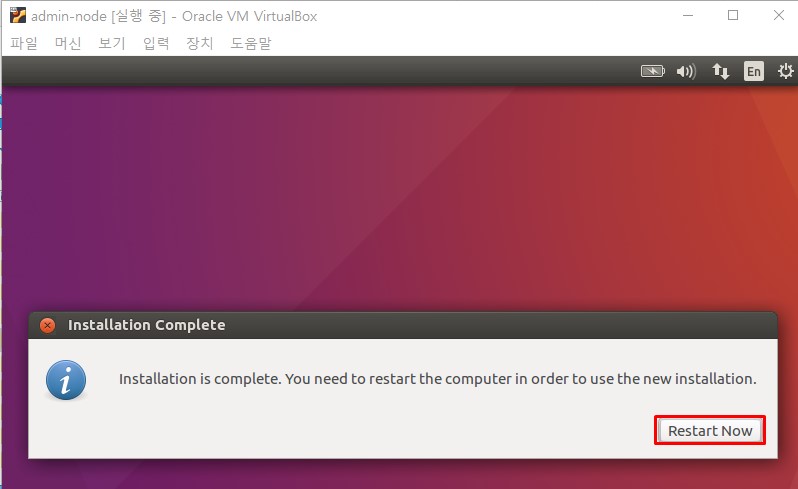 admin-node [실행 중] - Oracle VM VirtualBox
파일 머신 보기 입력 장치 도움말
En
Installation Complete
Installation is complete. You need to restart the computer in order to use the new installation.
Restart Now